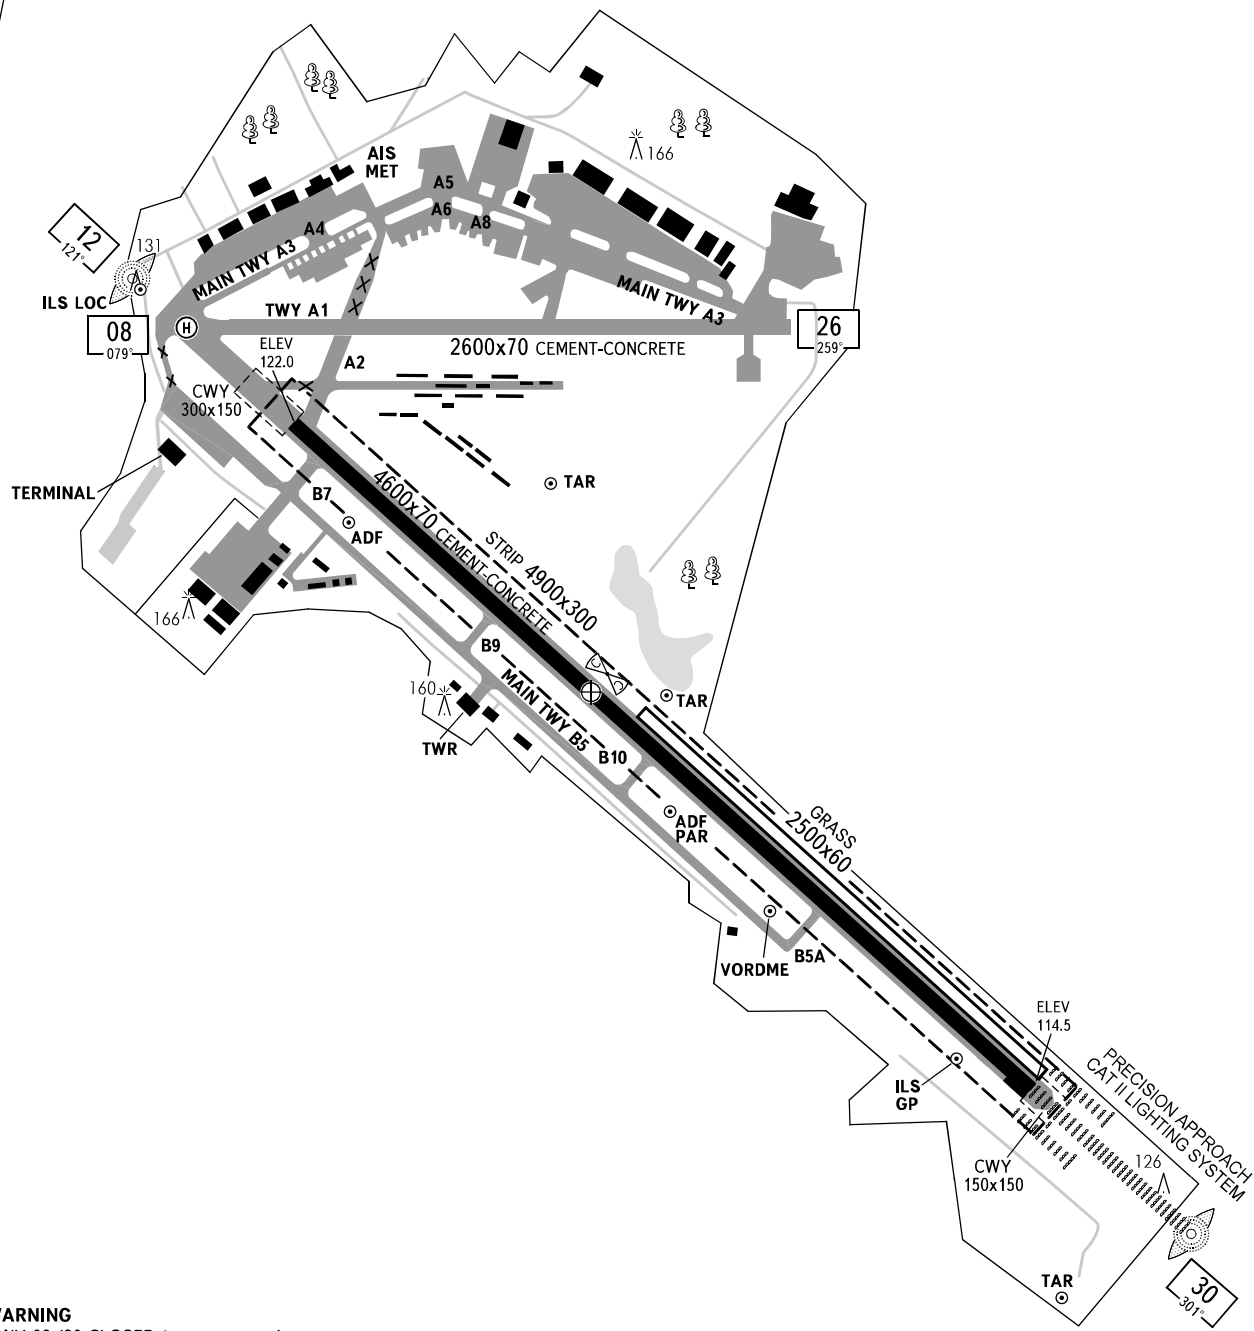 AIS
MET
166
A5
A6
A8
A4
12
121°
131
MAIN TWY A3
MAIN TWY A3
ILS LOC
TWY A1
H
08
079°
26
259°
ELEV
122.0
2600x70 CEMENT-CONCRETE
A2
CWY
300x150
TERMINAL
TAR
B7
4600x70 CEMENT-CONCRETE
ADF
STRIP 4900x300
166
B9
160
MAIN TWY B5
TAR
TWR
B10
ADF
PAR
GRASS
2500x60
B5A
VORDME
ELEV
114.5
ILS
GP
PRECISION APPROACH
CAT II LIGHTING SYSTEM
CWY
150x150
126
TAR
30
301°
WARNING